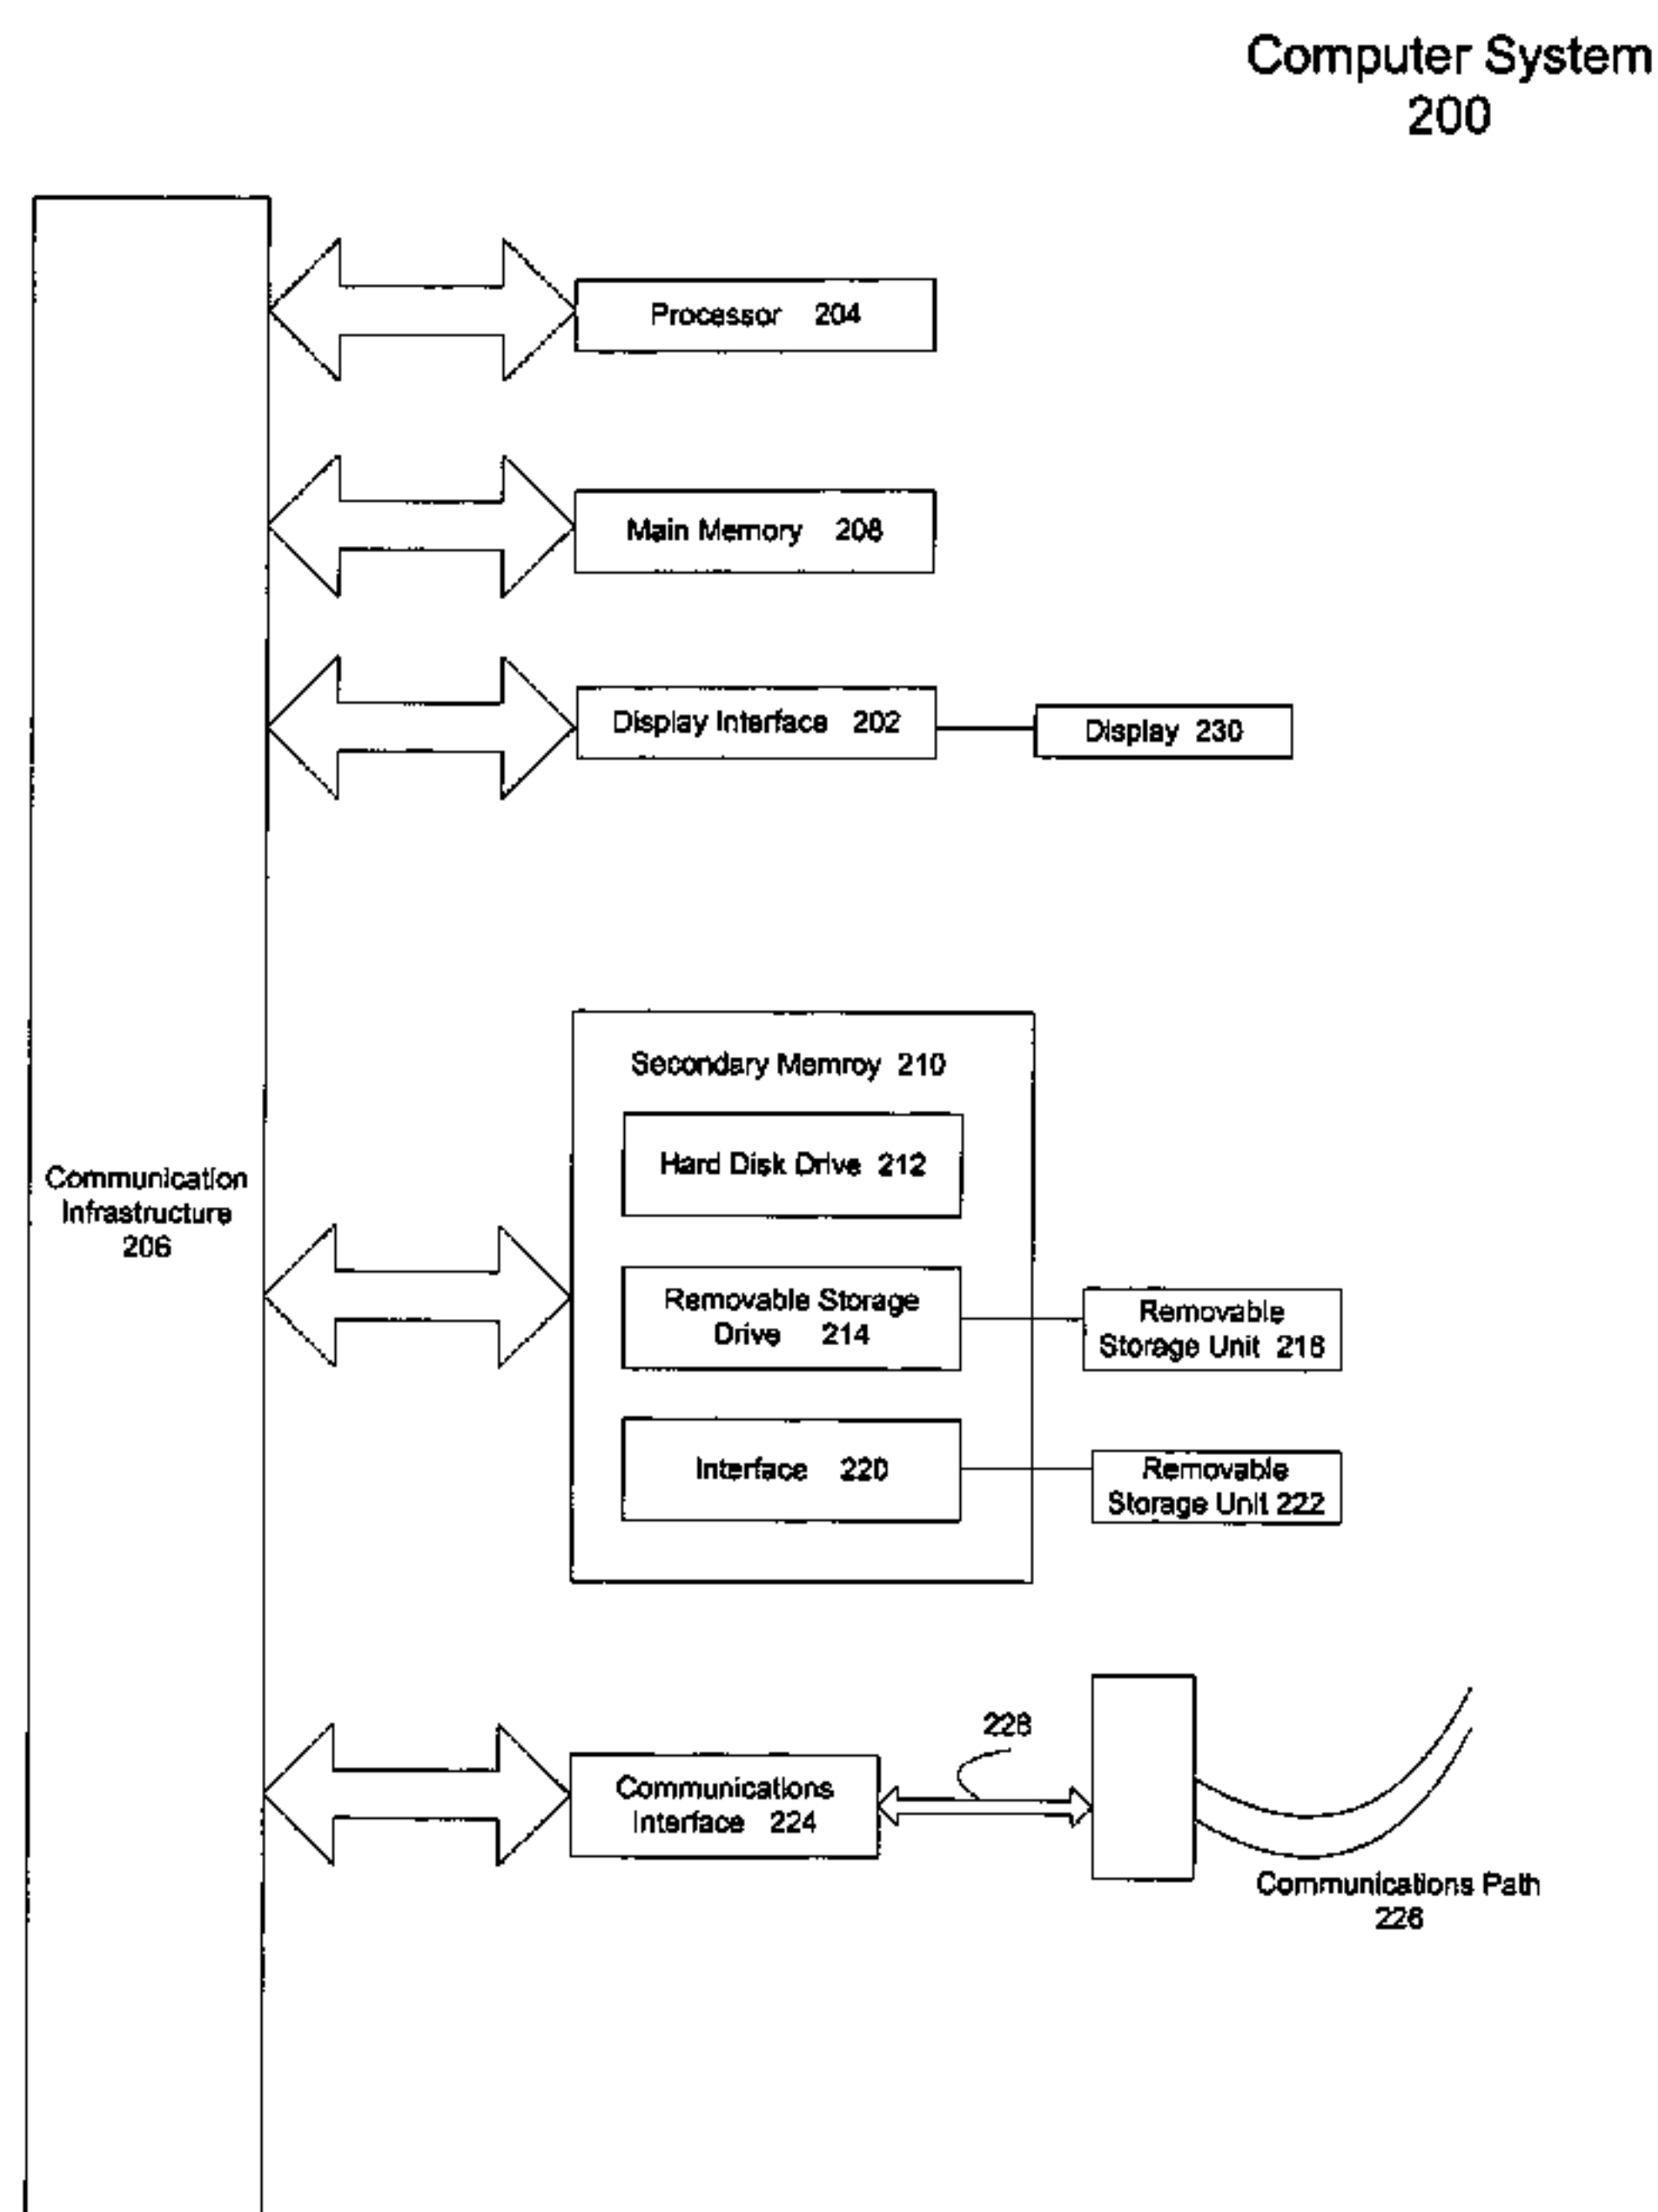 Computer System
200
Processor 204
Main Memory 208
Display Interface 202
Display 230
Secondary Memroy 210
Hard Disk Drive 212
Communication
Infrastructure
206
Removable Storage
Drive 214
Removable
Storage Unit 218
Interface 220
Removable
Storage Unit 222
228
Communications
Interface 224
Communications Path
226